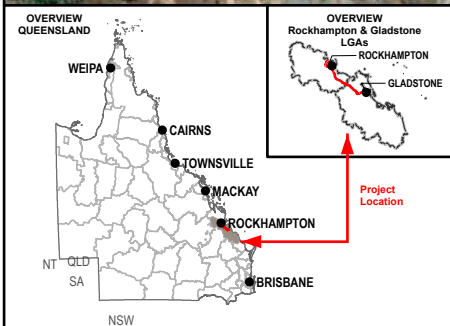 OVERVIEW
QUEENSLAND
WEIPA
CAIRNS
TOWNSVILLE
MACKAY
ROCKHAMPTON
BRISBANE
NT
QLD
SA
NSW
OVERVIEW
Rockhampton & Gladstone
LGAs
ROCKHAMPTON
GLADSTONE
Project
Location